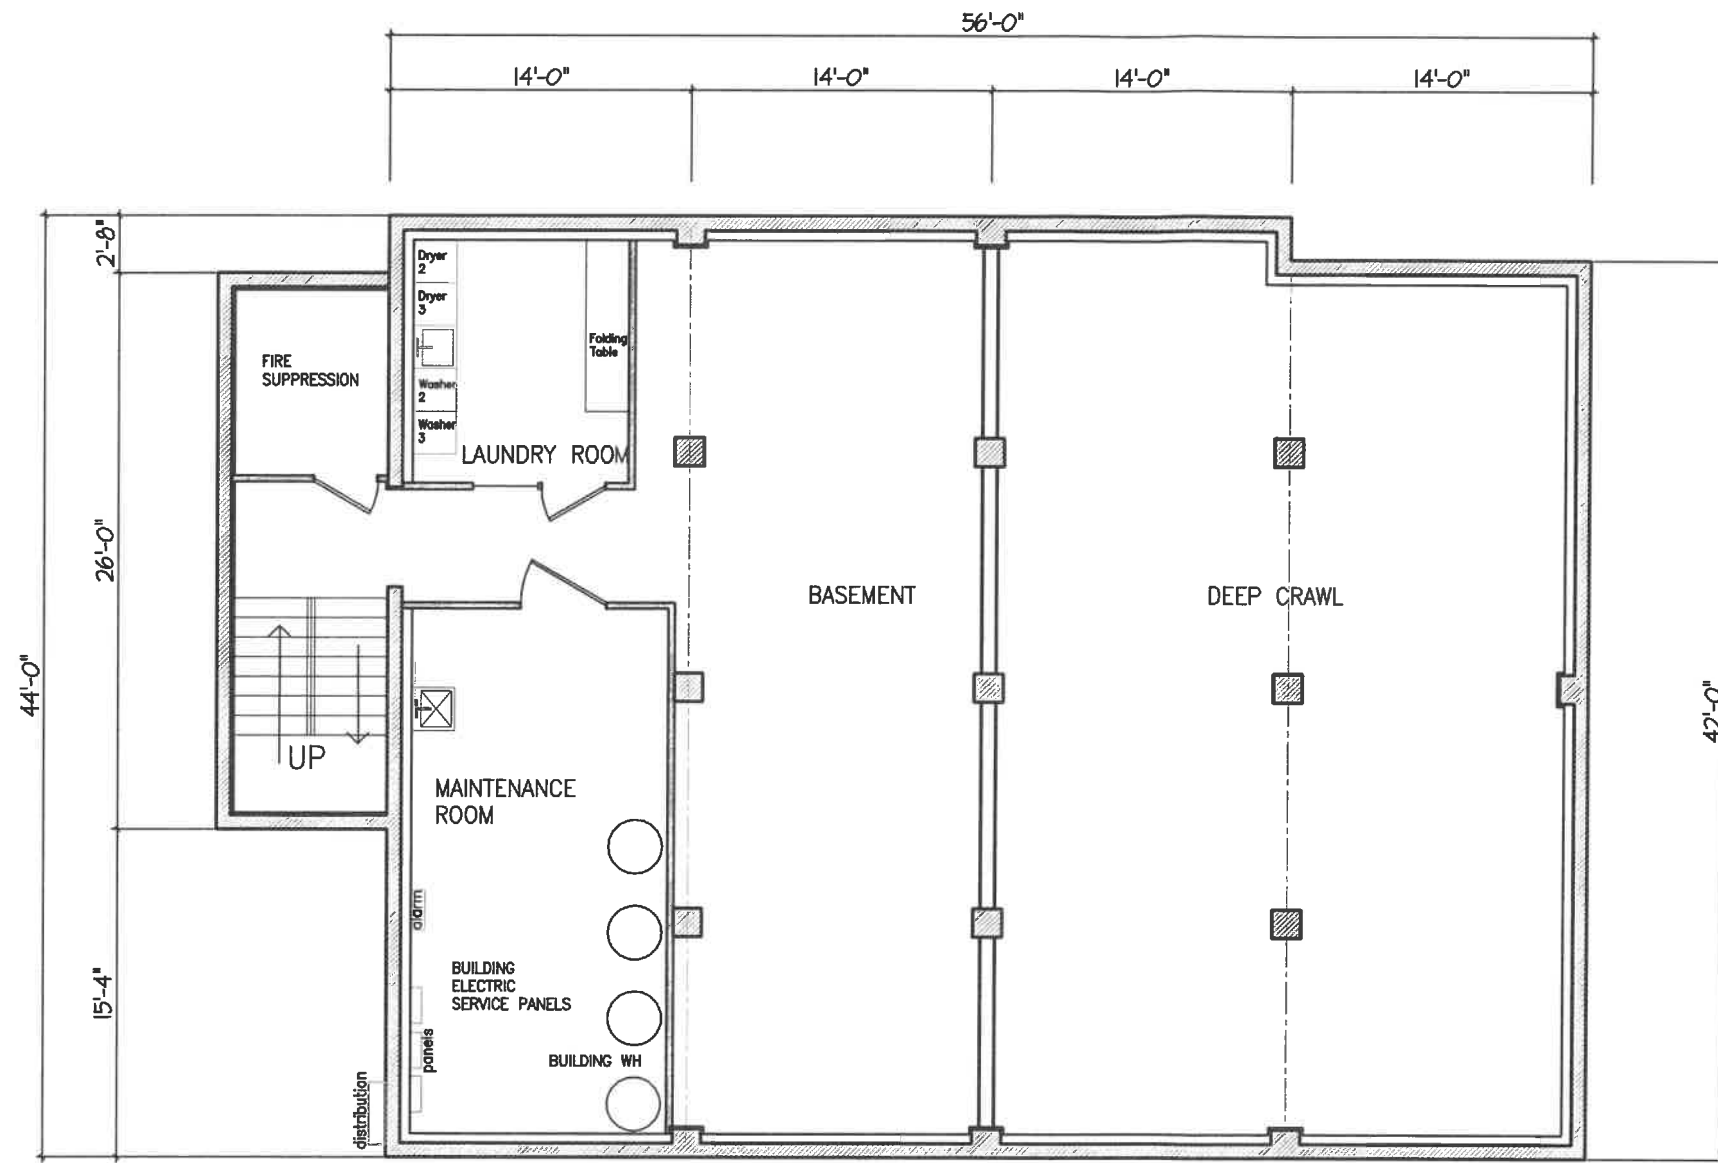 56'-0"
14'-0" 14'-0" 14'-0" 14'-0"
2'-8"
26'-0"
15'-4"
44'-0"
42'-0"
Dryer
2
Dryer
3
Washer
2
Washer
3
Folding
Table
LAUNDRY ROOM
FIRE
SUPPRESSION
BASEMENT
DEEP CRAWL
UP
MAINTENANCE
ROOM
alarm
BUILDING
ELECTRIC
SERVICE PANELS
panels
BUILDING WH
distribution